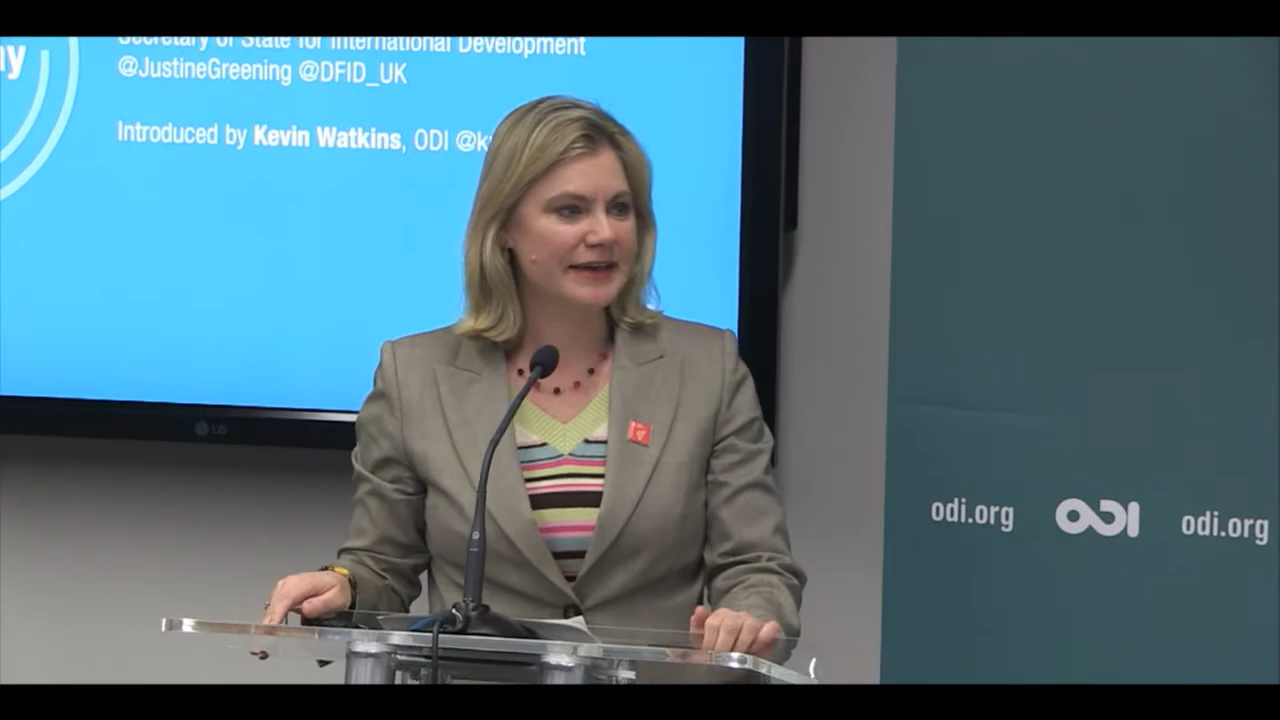 ny
Secretary of State for International Development
@JustineGreening @DFID_UK
Introduced by Kevin Watkins, ODI
LG
odi.org ODI odi.org